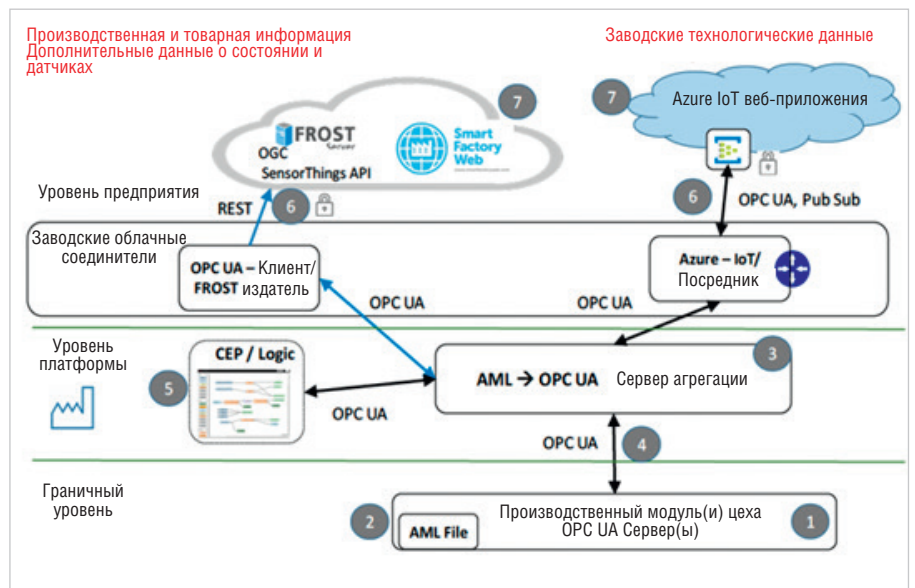 Производственная и товарная информация
Дополнительные данные о состоянии и
датчиках
Заводские технологические данные
7
FROST
Server
OGC
SensorThings API
Smart
Factory
Web
7
Azure IoT веб-приложения
Уровень предприятия
REST
6
6
OPC UA, Pub Sub
Заводские облачные
соединители
OPC UA – Клиент/
FROST издатель
Azure – IoT/
Посредник
OPC UA
OPC UA
Уровень
платформы
CEP / Logic
5
OPC UA
3
AML → OPC UA Сервер агрегации
OPC UA
4
Граничный
уровень
2
AML File
Производственный модуль(и) цеха
OPC UA Сервер(ы)
1